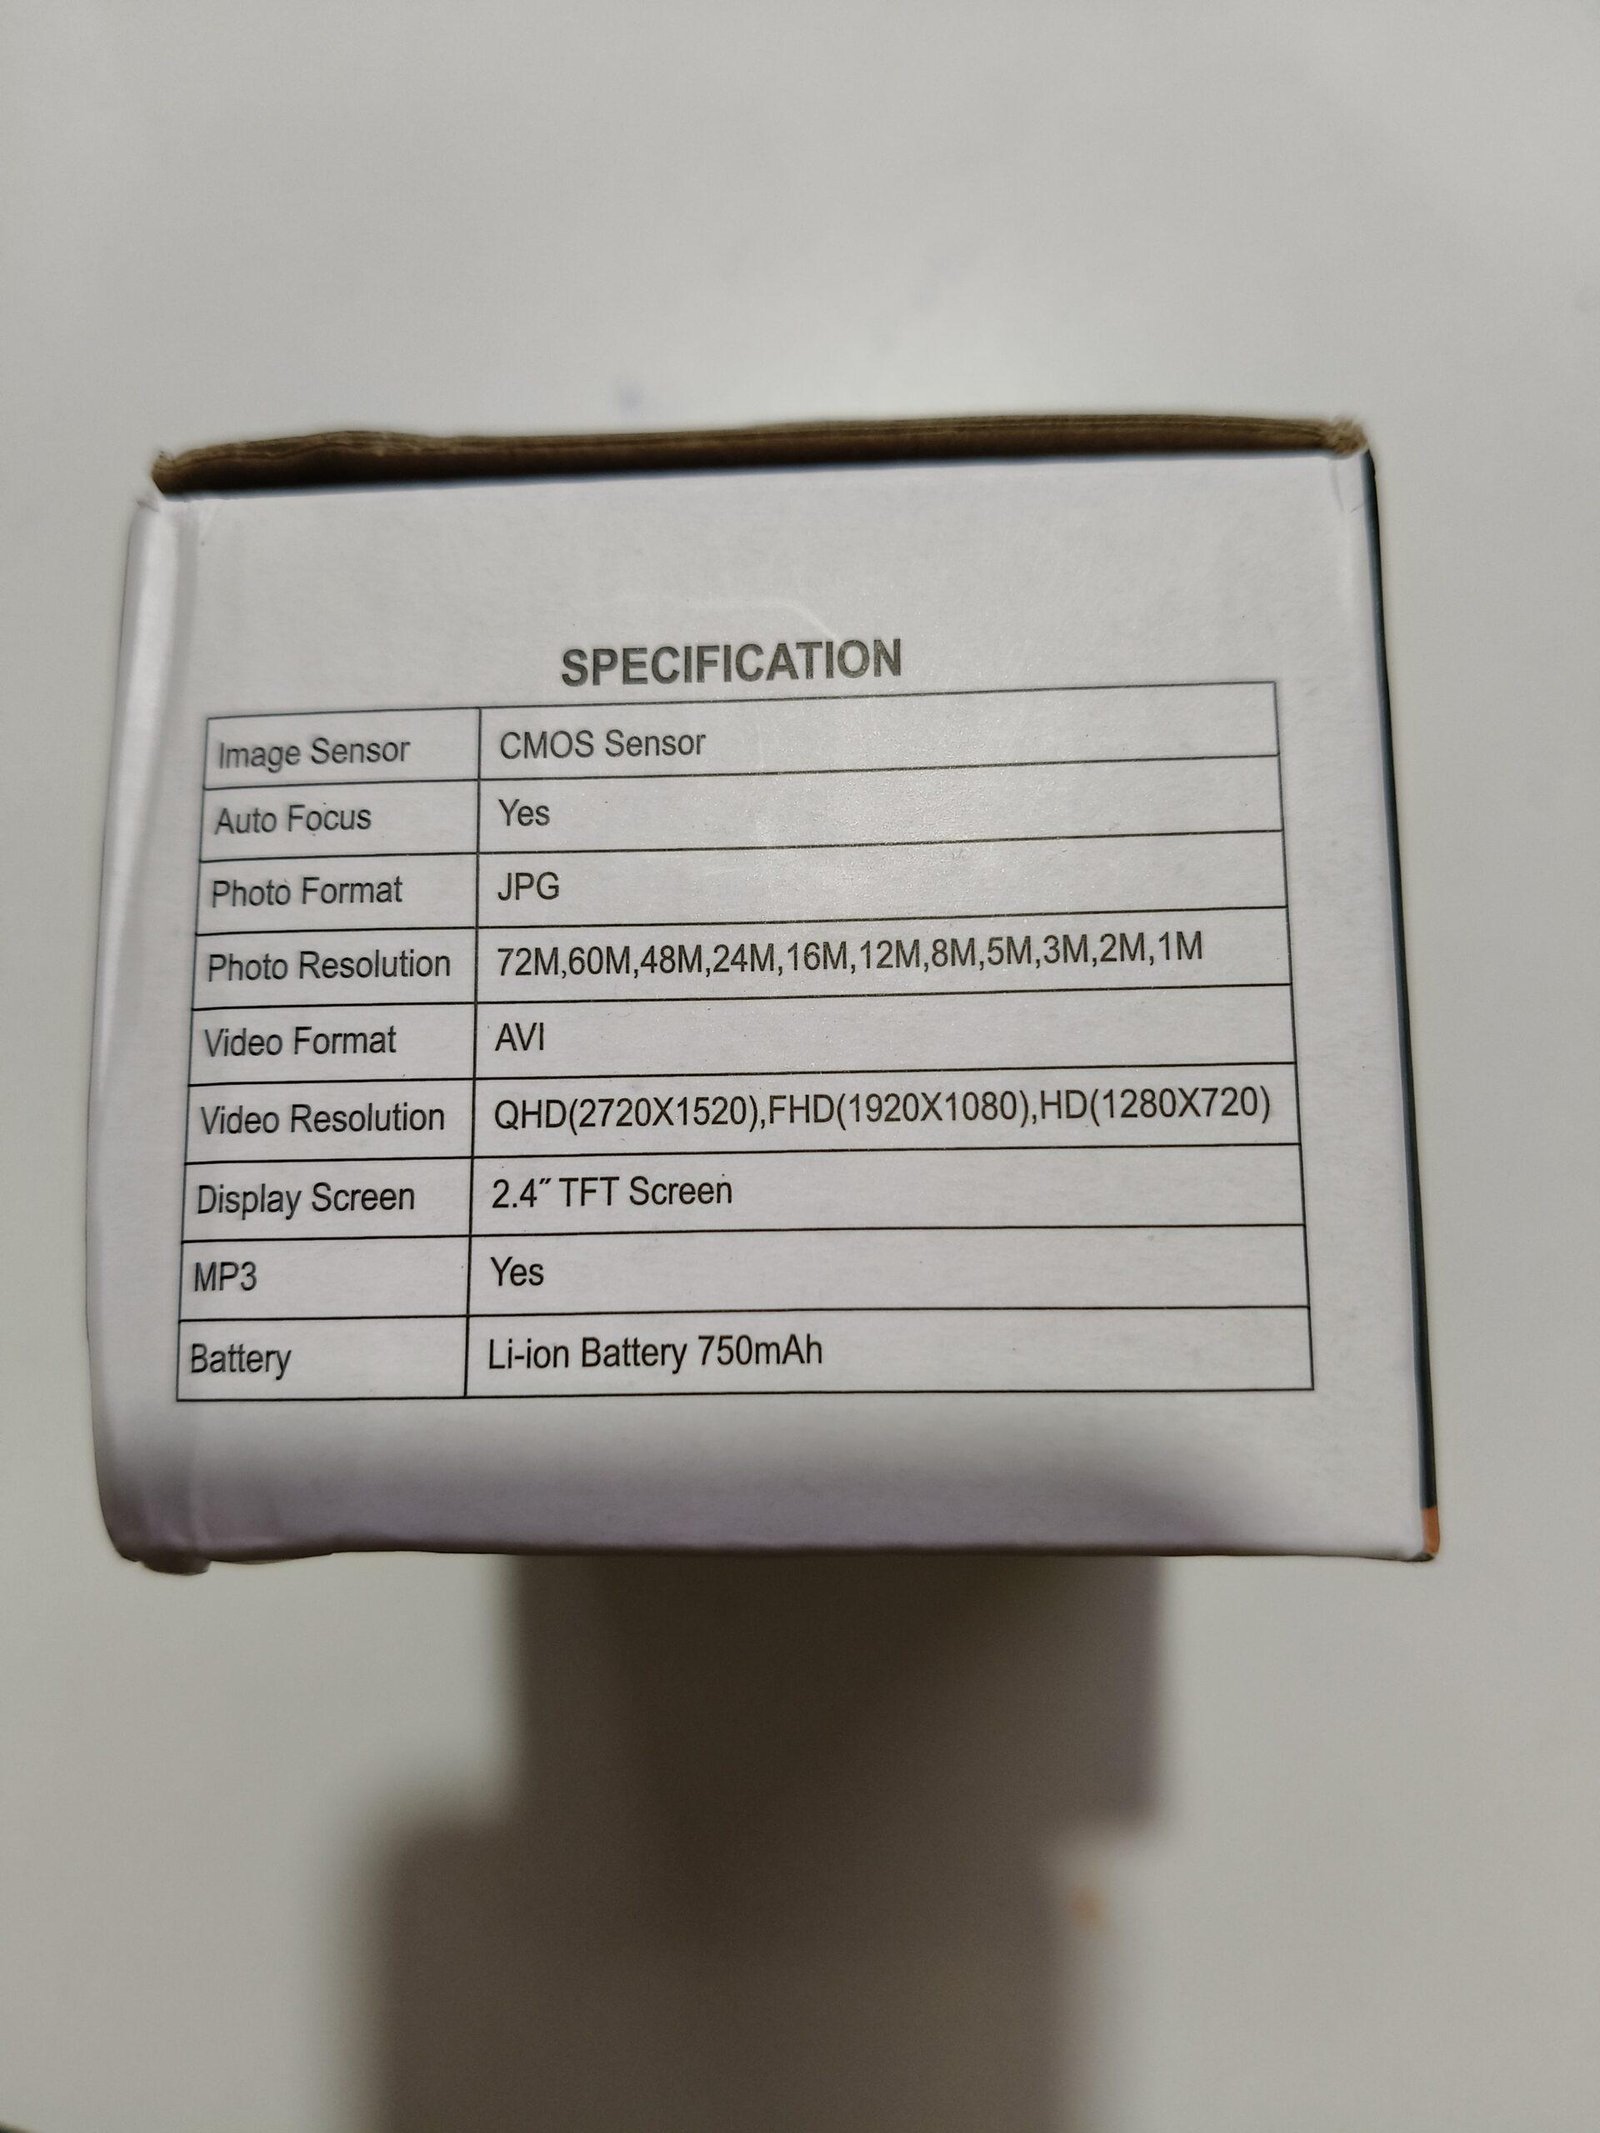 SPECIFICATION
Image Sensor CMOS Sensor
Auto Focus Yes
Photo Format JPG
Photo Resolution 72M,60M,48M,24M,16M,12M,8M,5M,3M,2M,1M
Video Format AVI
Video Resolution QHD(2720X1520),FHD(1920X1080),HD(1280X720)
Display Screen 2.4″ TFT Screen
MP3 Yes
Battery Li-ion Battery 750mAh